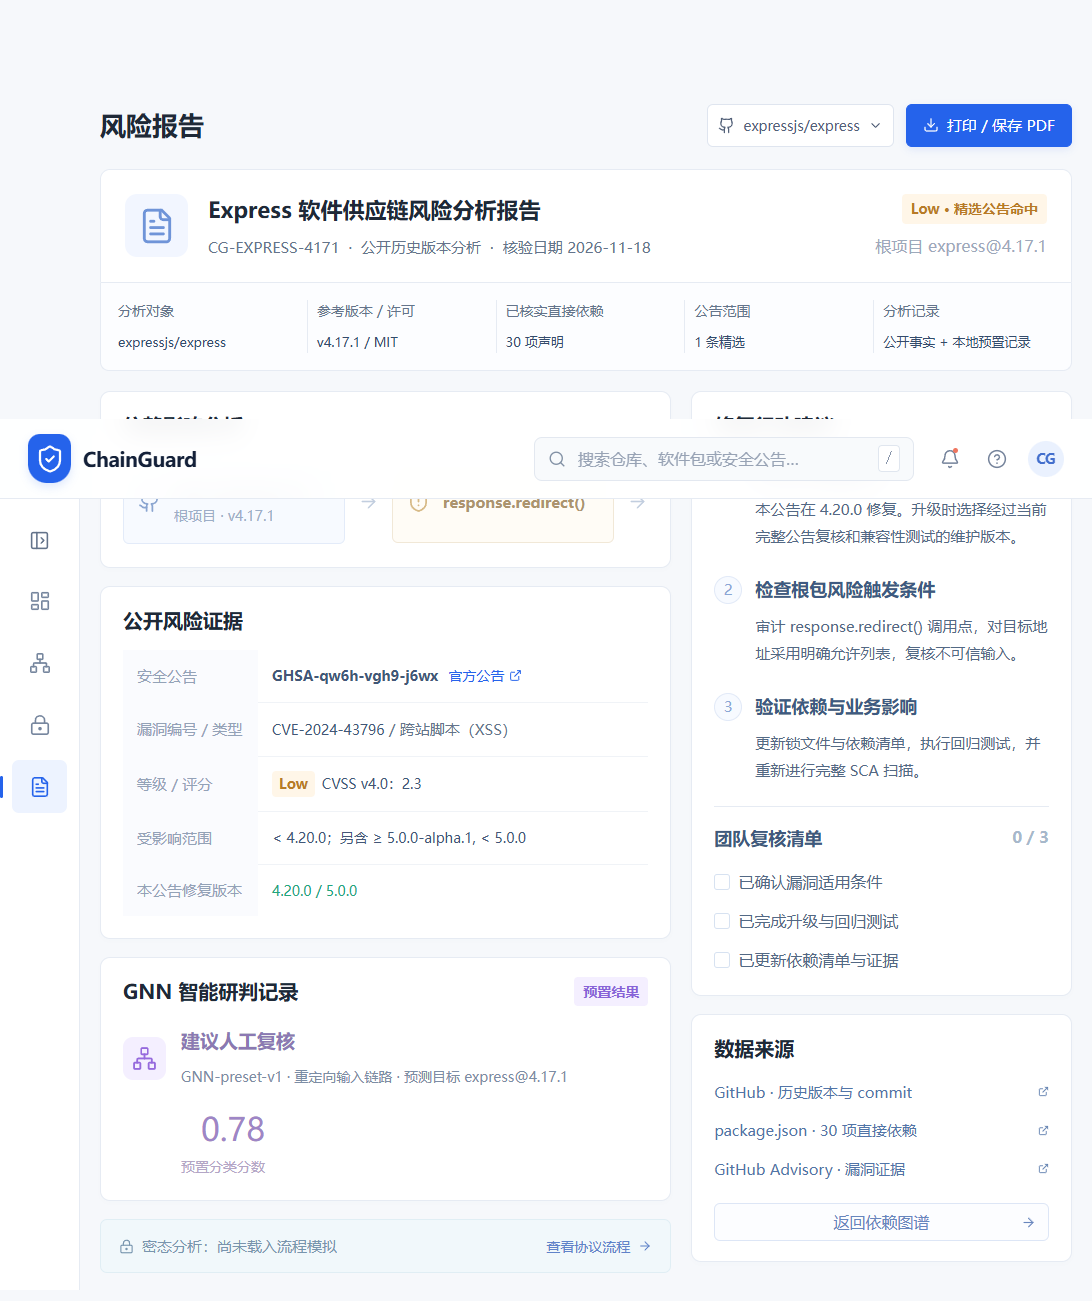 风险报告
expressjs/express
打印 / 保存 PDF
Express 软件供应链风险分析报告
CG-EXPRESS-4171 · 公开历史版本分析 · 核验日期 2026-11-18
Low • 精选公告命中
根项目 express@4.17.1
分析对象
expressjs/express
参考版本 / 许可
v4.17.1 / MIT
已核实直接依赖
30 项声明
公告范围
1 条精选
分析记录
公开事实 + 本地预置记录
ChainGuard
搜索仓库、软件包或安全公告...
/
CG
根项目 · v4.17.1
response.redirect()
公开风险证据
安全公告
GHSA-qw6h-vgh9-j6wx 官方公告
漏洞编号 / 类型
CVE-2024-43796 / 跨站脚本（XSS）
等级 / 评分
Low CVSS v4.0：2.3
受影响范围
< 4.20.0；另含 ≥ 5.0.0-alpha.1, < 5.0.0
本公告修复版本
4.20.0 / 5.0.0
GNN 智能研判记录
预置结果
建议人工复核
GNN-preset-v1 · 重定向输入链路 · 预测目标 express@4.17.1
0.78
预置分类分数
密态分析：尚未载入流程模拟
查看协议流程
本公告在 4.20.0 修复。升级时选择经过当前
完整公告复核和兼容性测试的维护版本。
2
检查根包风险触发条件
审计 response.redirect() 调用点，对目标地
址采用明确允许列表，复核不可信输入。
3
验证依赖与业务影响
更新锁文件与依赖清单，执行回归测试，并
重新进行完整 SCA 扫描。
团队复核清单
0 / 3
已确认漏洞适用条件
已完成升级与回归测试
已更新依赖清单与证据
数据来源
GitHub · 历史版本与 commit
package.json · 30 项直接依赖
GitHub Advisory · 漏洞证据
返回依赖图谱